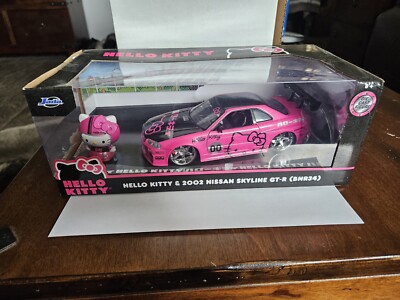 HELLO KITTY
Jada
HELLO KITTY
HELLO KITTY & 2002 NISSAN SKYLINE GT-R (BNR34)